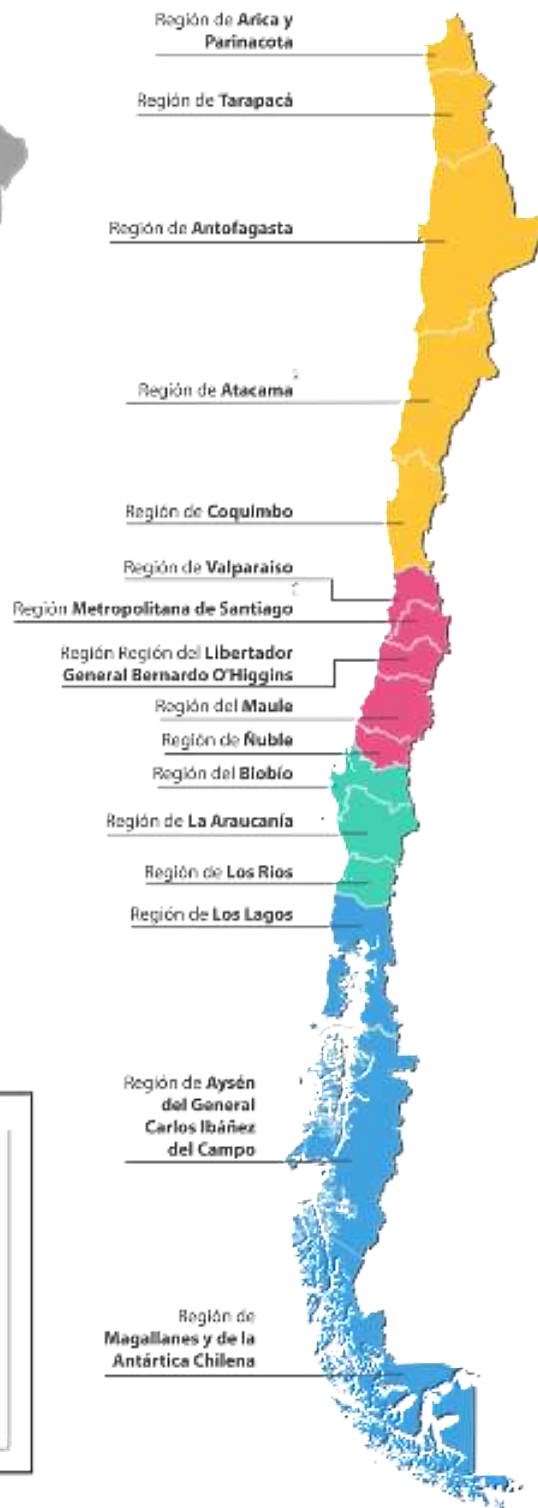 Región de Arica y
Parinacota
Región de Tarapacá
Región de Antofagasta
Región de Atacama
Región de Coquimbo
Región de Valparaiso
Región Metropolitana de Santiago
Región Región del Libertador
General Bernardo O'Higgins
Región del Maule
Región de Ñuble
Región del Biobío
Región de La Araucanía
Región de Los Rios
Región de Los Lagos
Región de Aysén
del General
Carlos Ibáñez
del Campo
Región de
Magallanes y de la
Antártica Chilena